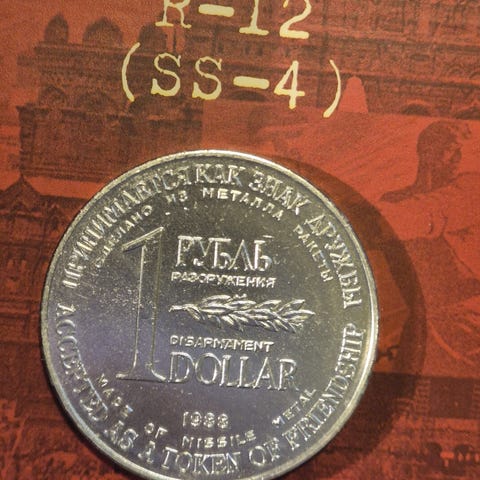 R-12
(SS-4)
ПРИНИМАЕТСЯ КАК ЗНАК ДРУЖБЫ
СДЕЛАНО ИЗ МЕТАЛЛА РАКЕТЫ
1
РУБЛЬ
РАЗОРУЖЕНИЯ
DISARMAMENT
DOLLAR
1988
MADE OF MISSILE METAL
ACCEPTED AS A TOKEN OF FRIENDSHIP